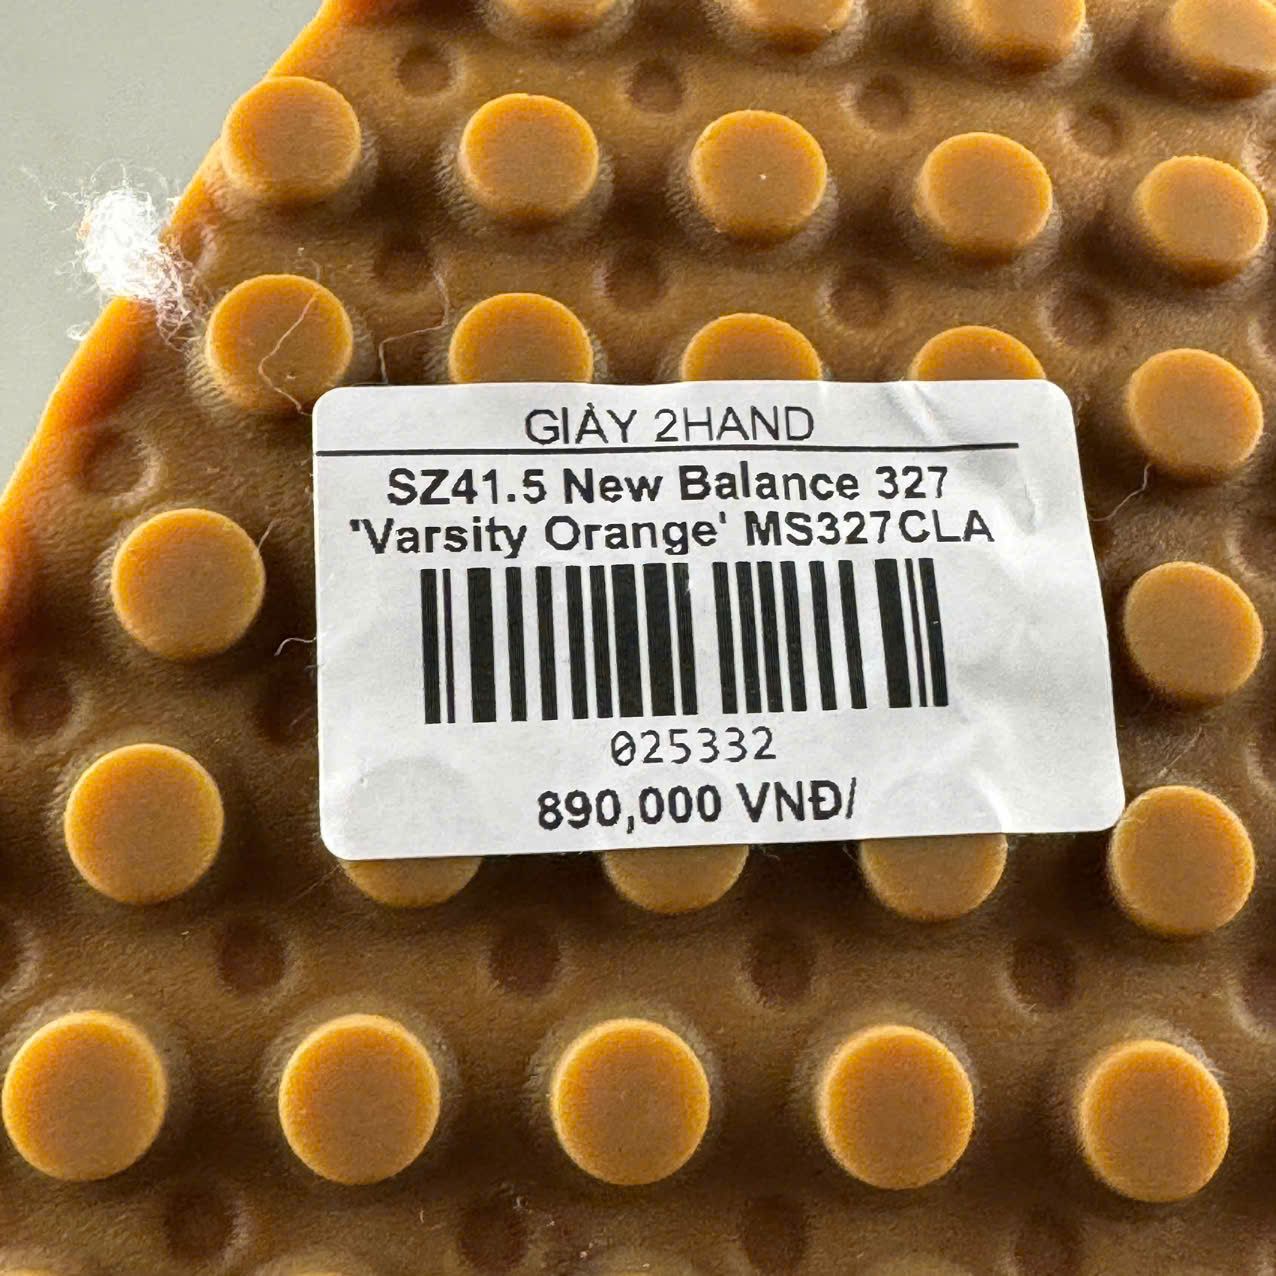 GIÀY 2HAND
SZ41.5 New Balance 327
'Varsity Orange' MS327CLA
025332
890,000 VNĐ/